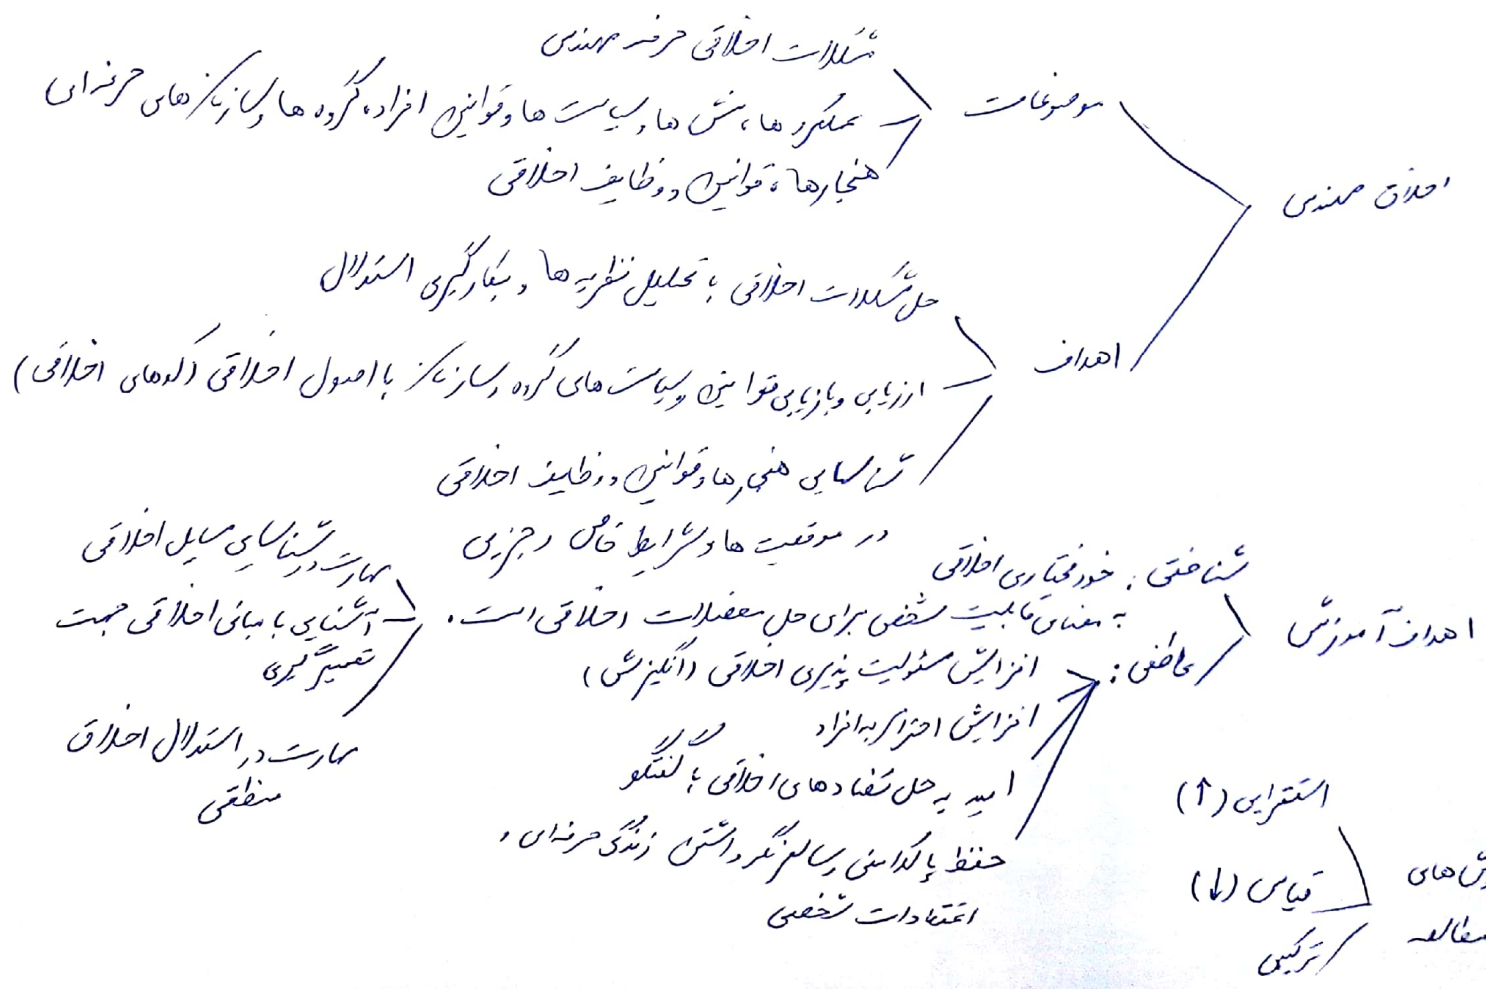 اخلاق مهندسی
موضوعات
مشکلات اخلاقی حرفه مهندسی
عملکردها، منش ها و سیاست ها و قوانین افراد، گروه ها و سازمان های حرفه ای
هنجارها، قوانین و وظایف اخلاقی
اهداف
حل مشکلات اخلاقی با تحلیل نظریه ها و بکارگیری استدلال
ارزیابی و بازیابی قوانین و سیاست های گروه و سازمان با اصول اخلاقی (کدهای اخلاقی)
شناسایی هنجارها و قوانین و وظایف اخلاقی
در موقعیت ها و شرایط خاص و جزیی
اهداف آموزش
شناختی: خودمختاری اخلاقی
به معنای قابلیت شخص برای حل معضلات اخلاقی است.
مهارت در شناسایی مسایل اخلاقی
آشنایی با مبانی اخلاقی جهت
تصمیم گیری
مهارت در استدلال اخلاق
منطقی
عاطفی: افزایش مسئولیت پذیری اخلاقی (انگیزش)
افزایش احترام به افراد
امید به حل تضادهای اخلاقی با گفتگو
حفظ پاکدامنی و سالم نگه داشتن زندگی حرفه ای و
اعتقادات شخصی
های
مطالعه
استقرایی (↑)
قیاس (↓)
ترکیبی